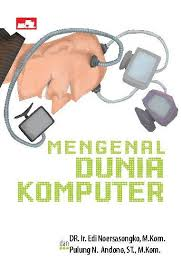 MENGENAL
DUNIA
KOMPUTER
DR. Ir. Edi Noersasongko, M.Kom.
dan
Pulung N. Andono, ST., M.Kom.